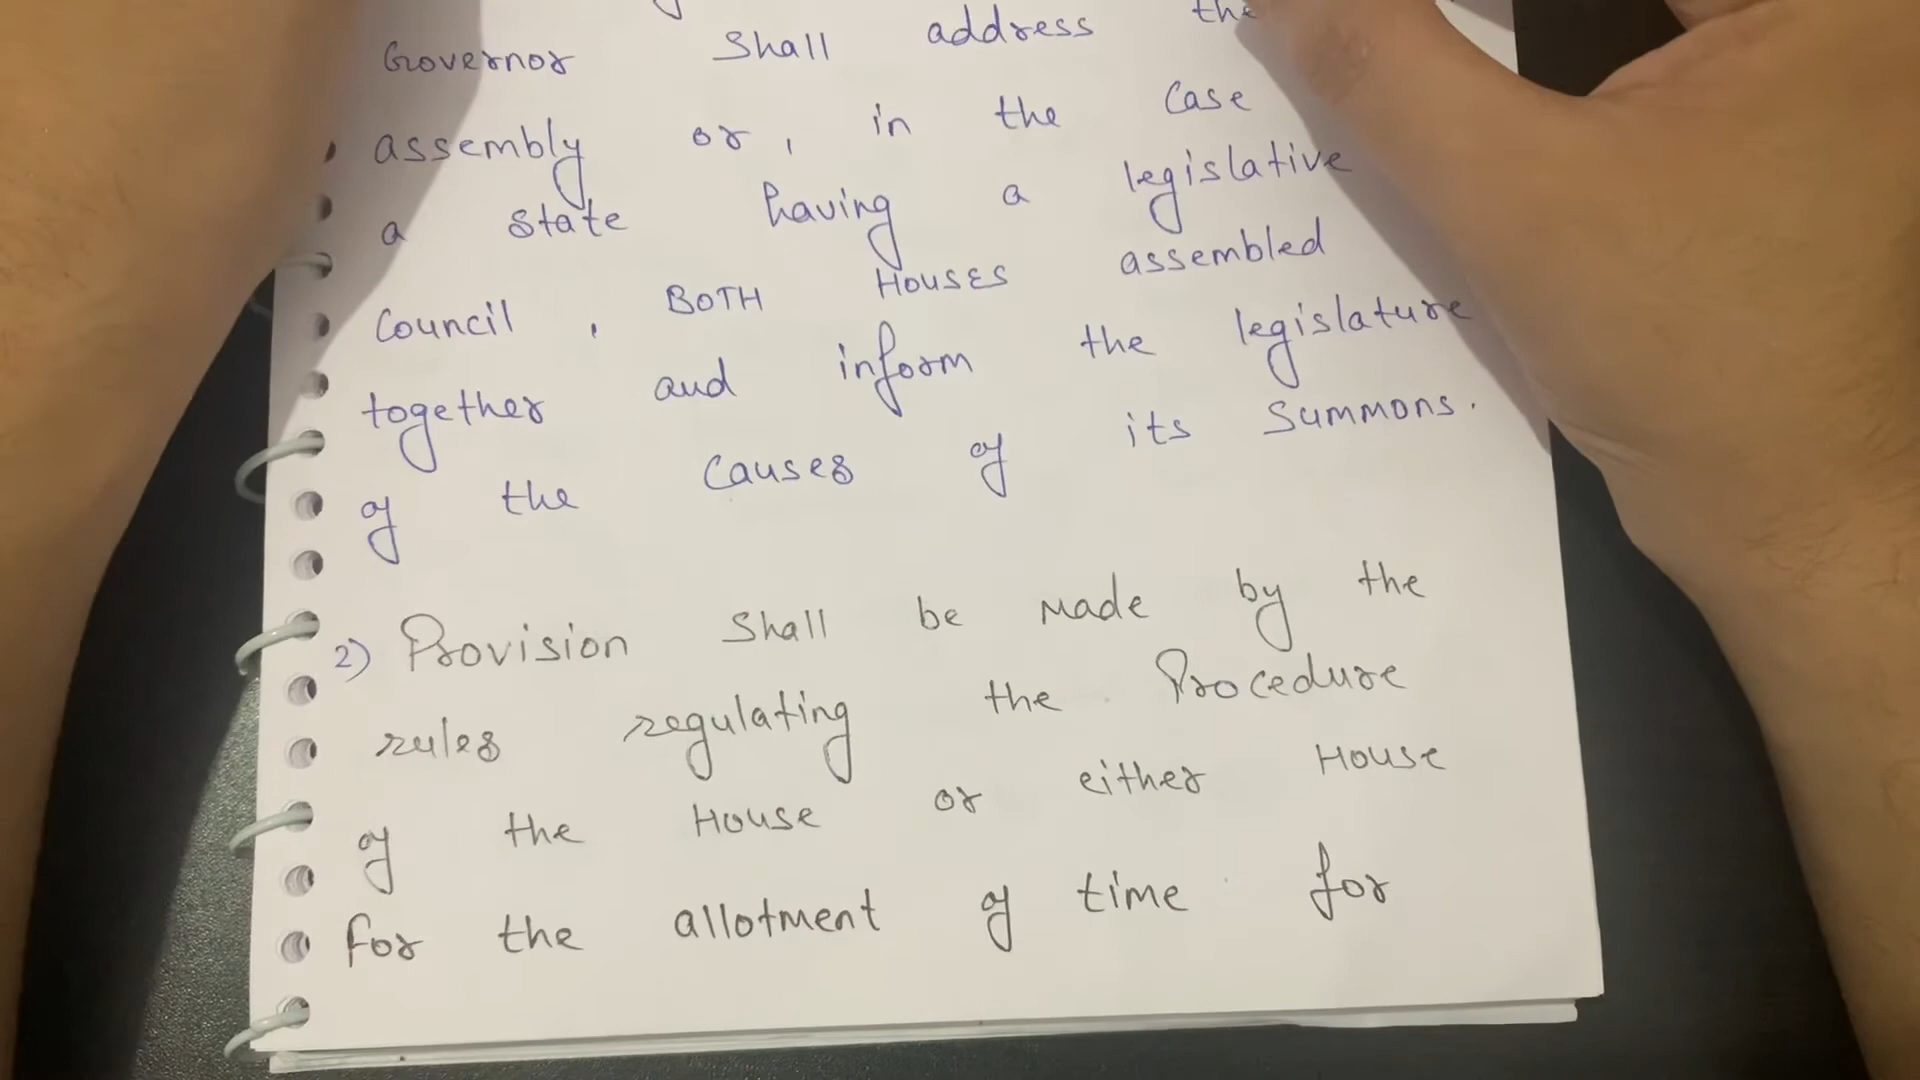 Governor shall address the
assembly or, in the case
a state having a legislative
council, BOTH HOUSES assembled
together and inform the legislature
of the causes of its summons.
2) Provision shall be made by the
rules regulating the Procedure
of the House or either House
for the allotment of time for